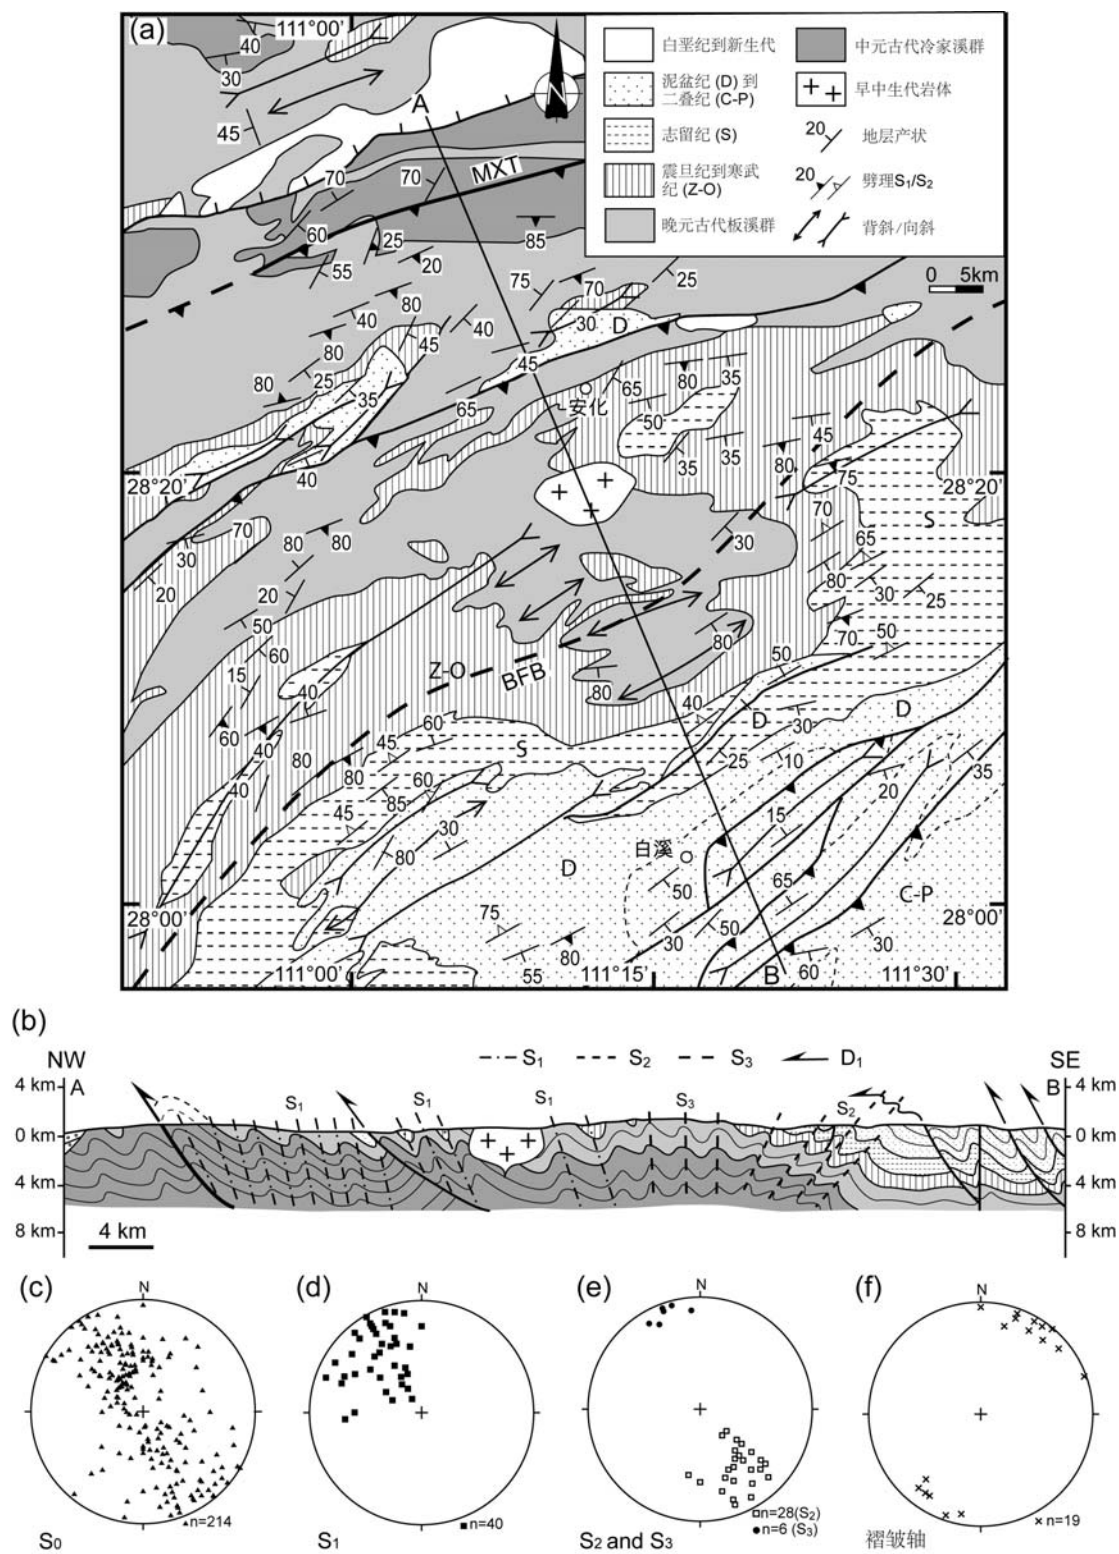 (a)
111°00'
白垩纪到新生代
泥盆纪 (D) 到
二叠纪 (C-P)
志留纪 (S)
震旦纪到寒武
纪 (Z-O)
晚元古代板溪群
中元古代冷家溪群
早中生代岩体
20
地层产状
20
劈理S₁/S₂
背斜/向斜
0 5km
N
A
40
30
45
70
70
MXT
60
25
85
55
20
75
70
25
80
40
40
30
D
80
45
80
45
25
35
65
65
80
35
安化
50
35
35
45
80
75
28°20'
40
28°20'
S
70
70
30
80
80
30
65
20
20
80
30
25
50
60
80
70
50
15
Z-O
BFB
80
50
40
60
40
60
45
S
D
D
30
40
80
80
60
25
10
40
85
35
20
45
30
15
80
白溪
D
50
65
C-P
28°00'
75
50
28°00'
30
30
111°00'
55
80
111°15'
B
60
111°30'
(b)
NW
S₁
S₂
S₃
D₁
SE
4 km
A
S₁
S₁
S₁
S₃
S₂
B
4 km
0 km
0 km
4 km
4 km
8 km
8 km
4 km
(c)
N
(d)
N
(e)
N
(f)
N
n=214
n=40
n=28(S₂)
n=6 (S₃)
n=19
S₀
S₁
S₂ and S₃
褶皱轴